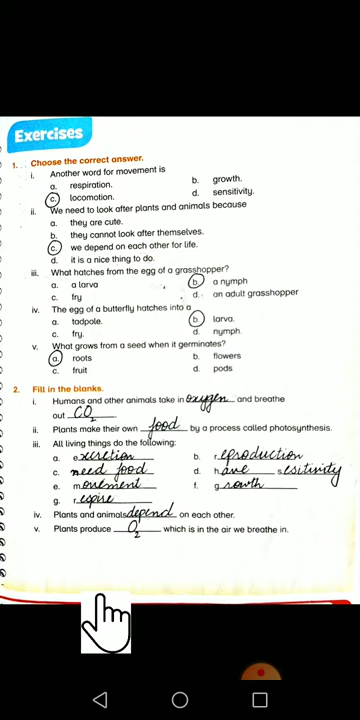 Exercises
1. Choose the correct answer.
i. Another word for movement is
a. respiration. b. growth.
c. locomotion. d. sensitivity.
ii. We need to look after plants and animals because
a. they are cute.
b. they cannot look after themselves.
c. we depend on each other for life.
d. it is a nice thing to do.
iii. What hatches from the egg of a grasshopper?
a. a larva b. a nymph
c. fry d. an adult grasshopper
iv. The egg of a butterfly hatches into a
a. tadpole. b. larva.
c. fry. d. nymph.
v. What grows from a seed when it germinates?
a. roots b. flowers
c. fruit d. pods
2. Fill in the blanks.
i. Humans and other animals take in oxygen and breathe
out CO2
ii. Plants make their own food by a process called photosynthesis.
iii. All living things do the following:
a. excretion b. reproduction
c. need food d. have sesitivity
e. movement f. growth
g. respire
iv. Plants and animals depend on each other.
v. Plants produce O2 which is in the air we breathe in.